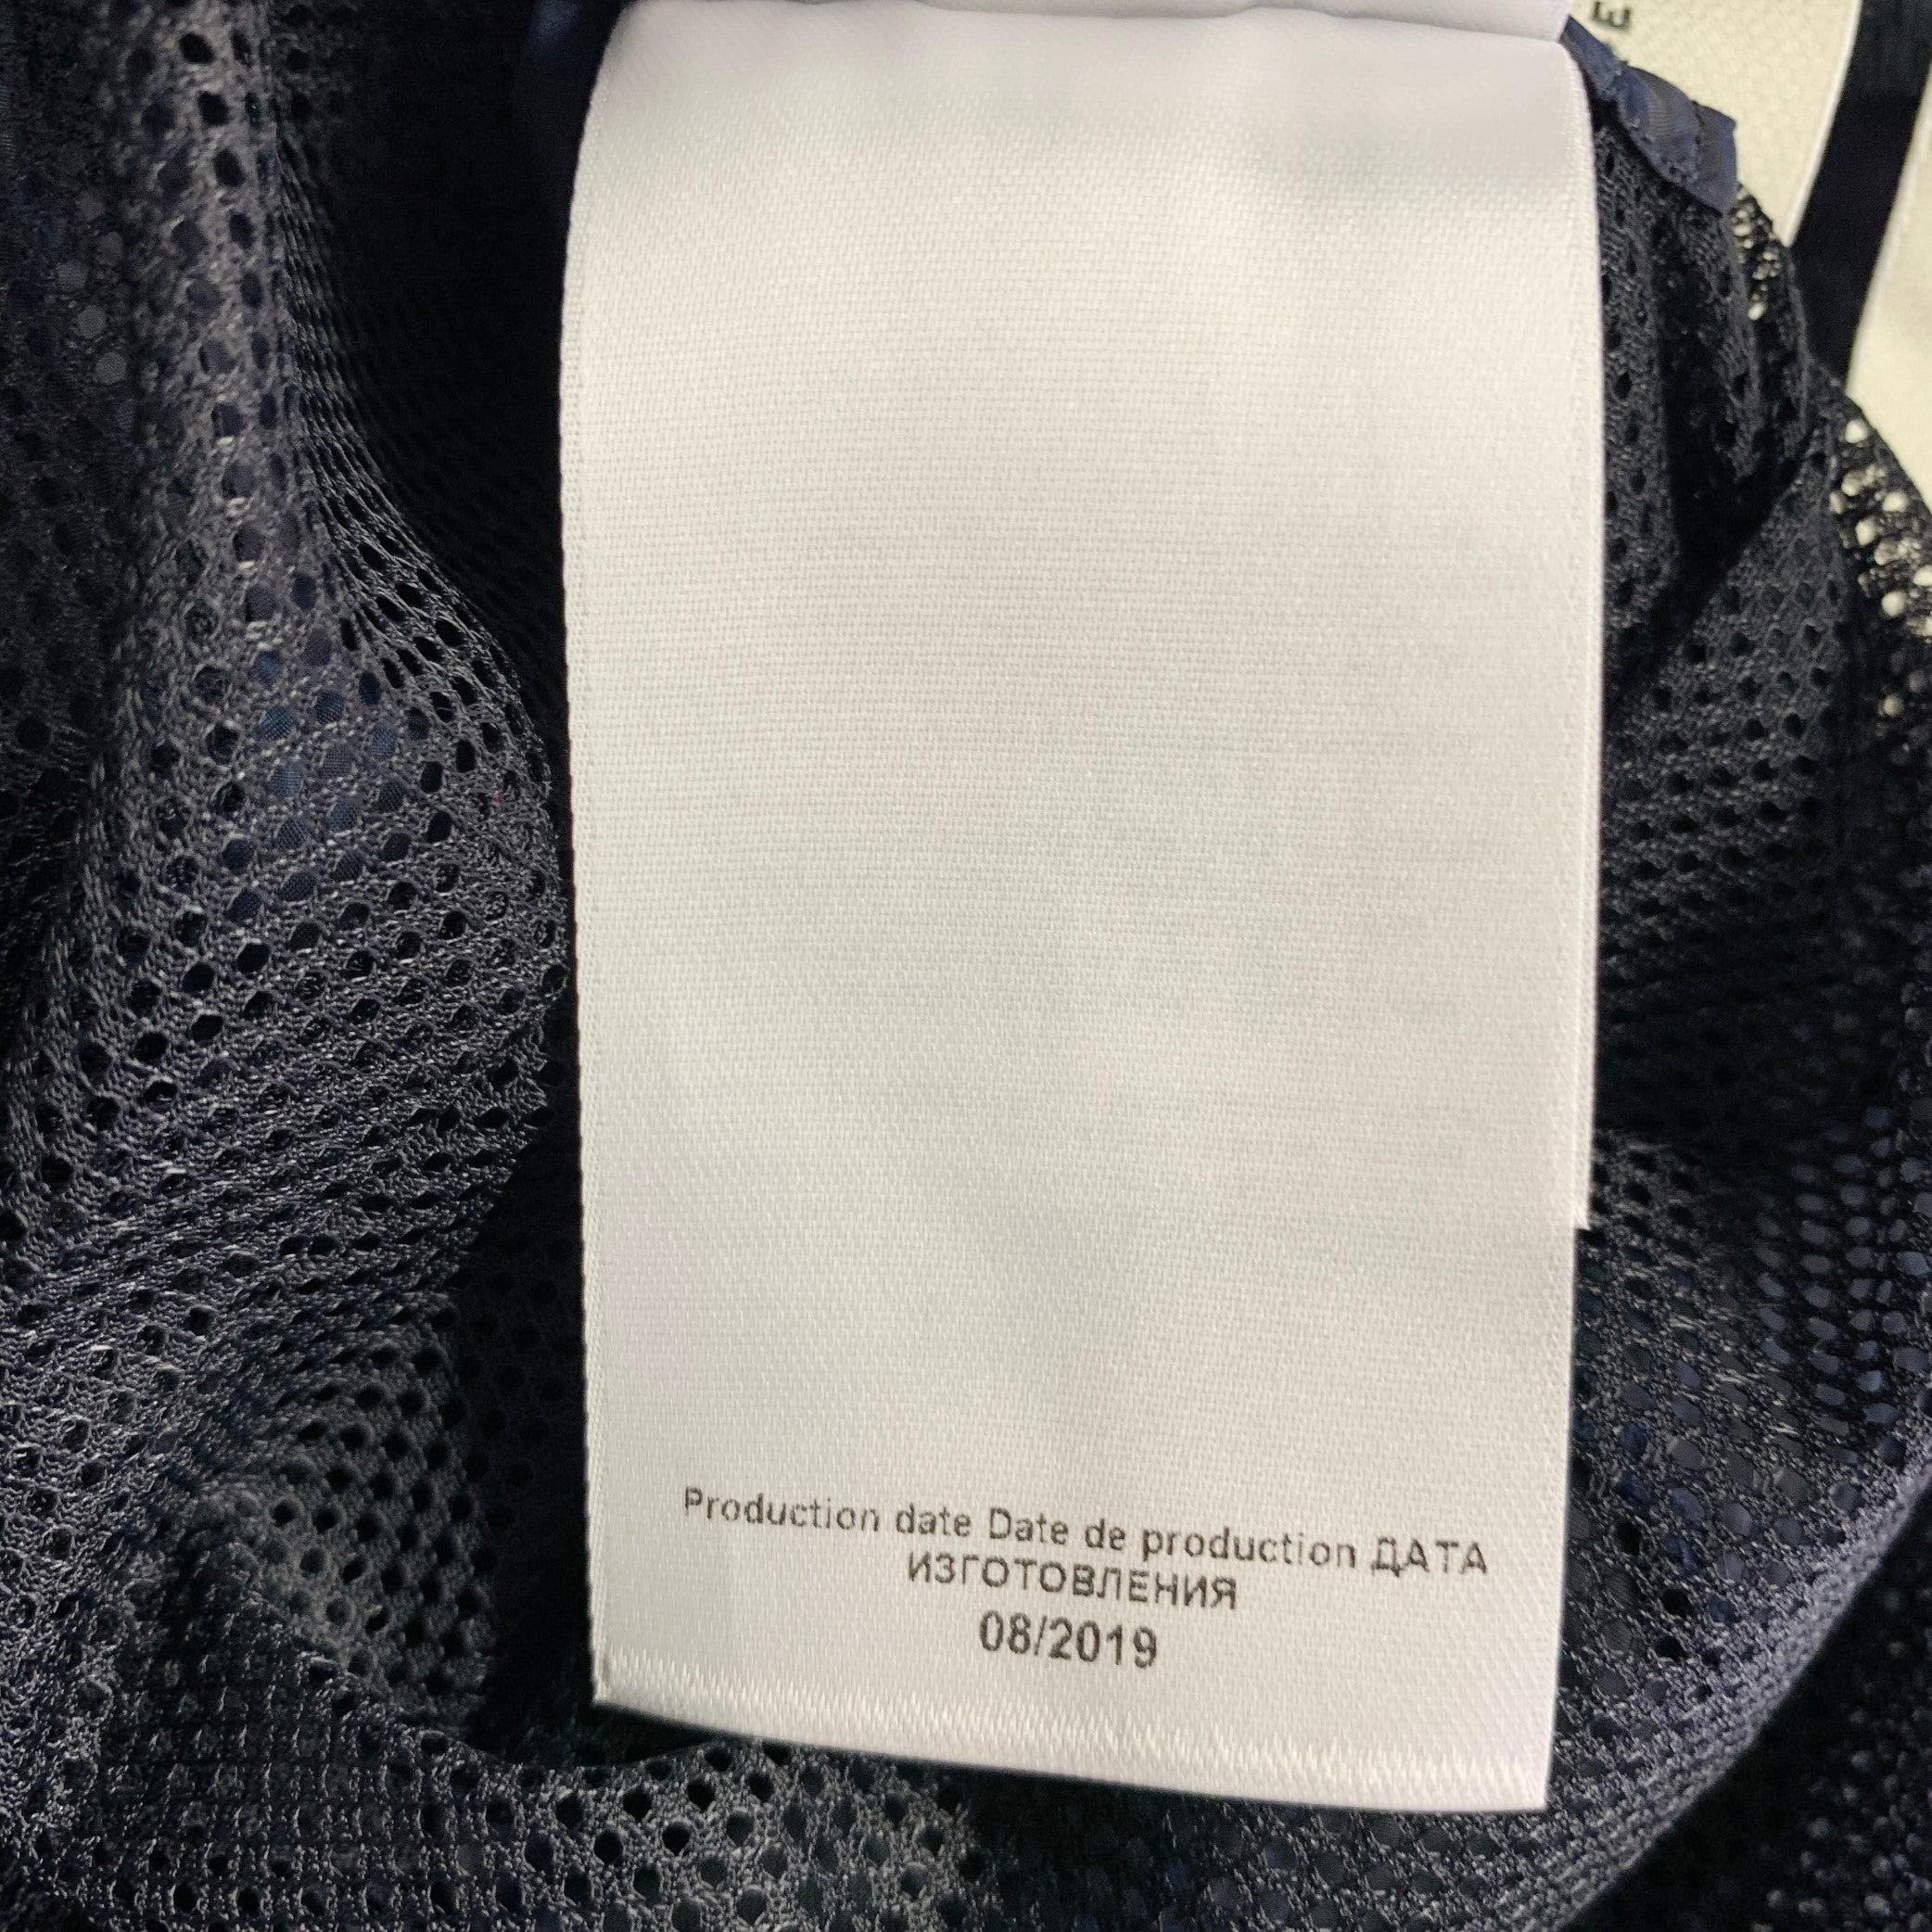 Production date Date de production ДАТА
ИЗГОТОВЛЕНИЯ
08/2019